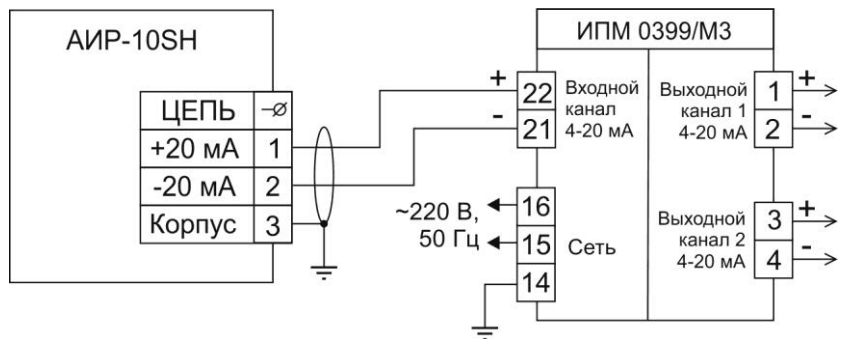 АИР-10SH
ЦЕПЬ
+20 мА 1
-20 мА 2
Корпус 3
ИПМ 0399/М3
+ 22
- 21
Входной
канал
4-20 мА
~220 В,
50 Гц
16
15
14
Сеть
Выходной
канал 1
4-20 мА
1 +
2 -
Выходной
канал 2
4-20 мА
3 +
4 -